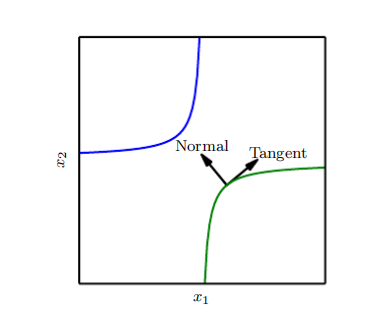 Normal
Tangent
x₂
x₁